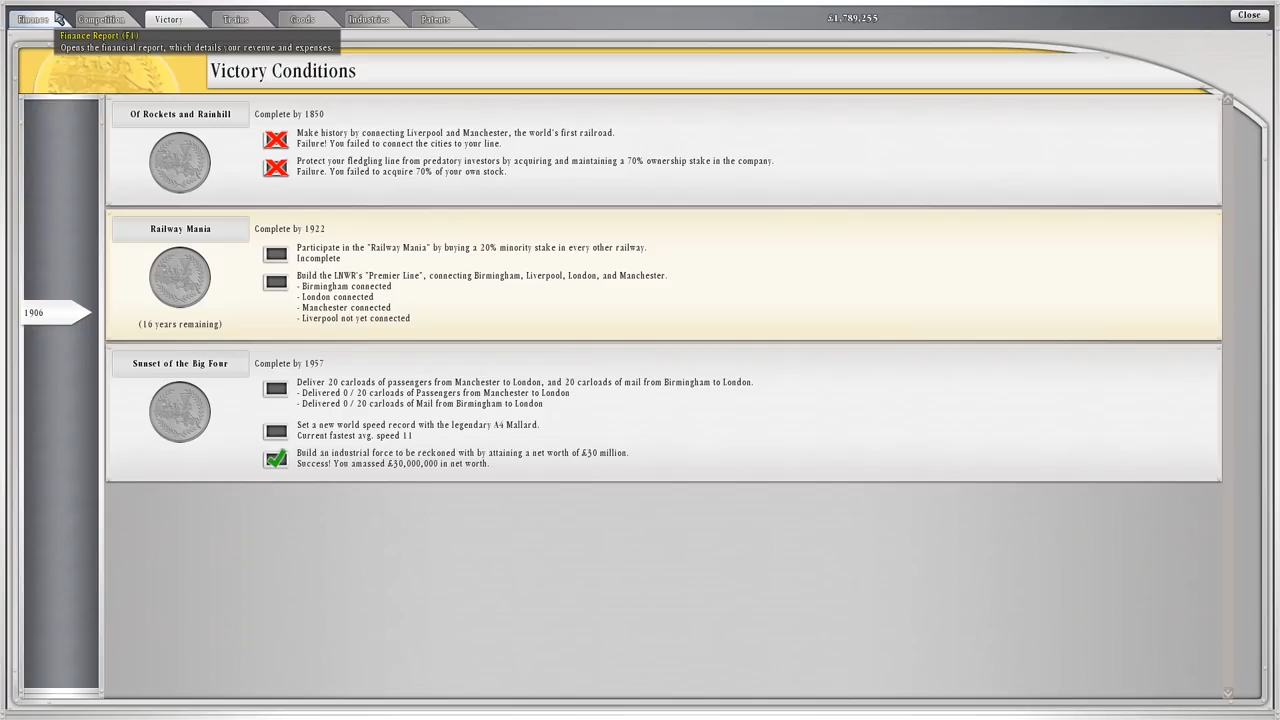 Finance Competition Victory Trains Goods Industries Patents £1,789,255 Close
Finance Report (F1)
Opens the financial report, which details your revenue and expenses.
Victory Conditions
Of Rockets and Rainhill Complete by 1850
Make history by connecting Liverpool and Manchester, the world's first railroad.
Failure! You failed to connect the cities to your line.
Protect your fledgling line from predatory investors by acquiring and maintaining a 70% ownership stake in the company.
Failure. You failed to acquire 70% of your own stock.
Railway Mania Complete by 1922
Participate in the "Railway Mania" by buying a 20% minority stake in every other railway.
Incomplete
Build the LNWR's "Premier Line", connecting Birmingham, Liverpool, London, and Manchester.
- Birmingham connected
- London connected
- Manchester connected
- Liverpool not yet connected
(16 years remaining)
1906
Sunset of the Big Four Complete by 1957
Deliver 20 carloads of passengers from Manchester to London, and 20 carloads of mail from Birmingham to London.
- Delivered 0 / 20 carloads of Passengers from Manchester to London
- Delivered 0 / 20 carloads of Mail from Birmingham to London
Set a new world speed record with the legendary A4 Mallard.
Current fastest avg. speed 11
Build an industrial force to be reckoned with by attaining a net worth of £30 million.
Success! You amassed £30,000,000 in net worth.